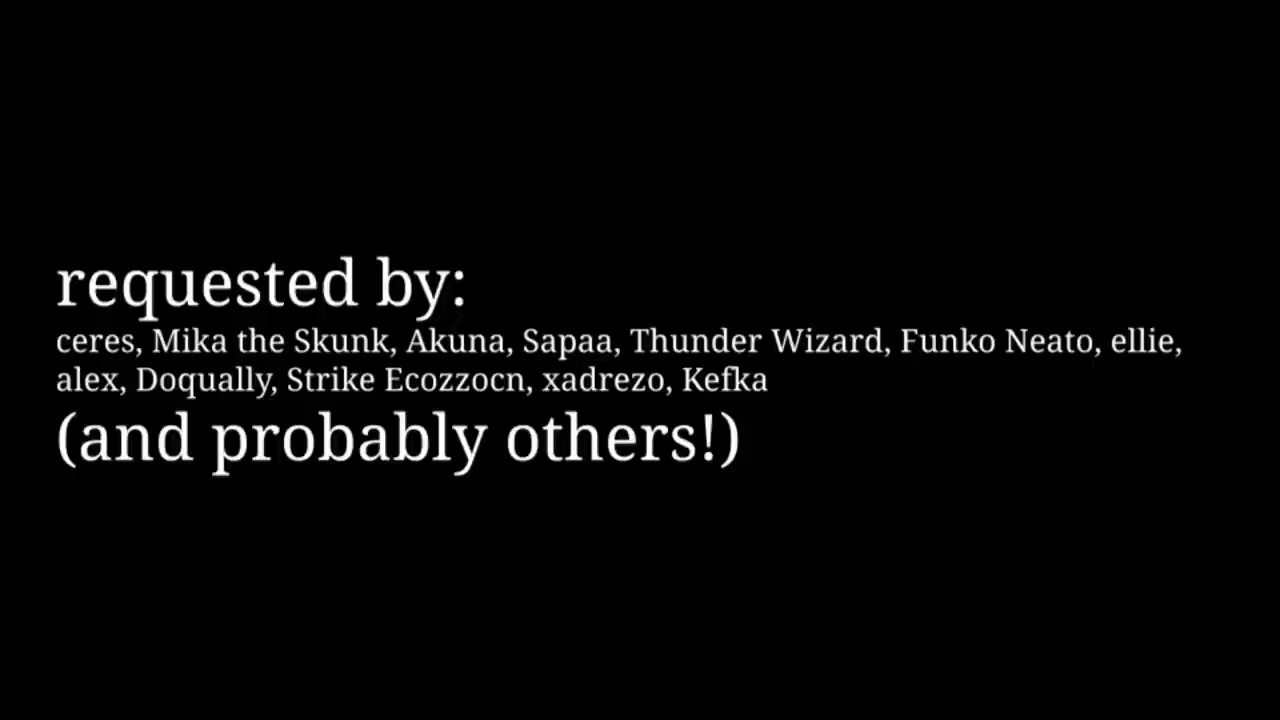 requested by:
ceres, Mika the Skunk, Akuna, Sapaa, Thunder Wizard, Funko Neato, ellie,
alex, Doqually, Strike Ecozzocn, xadrezo, Kefka
(and probably others!)